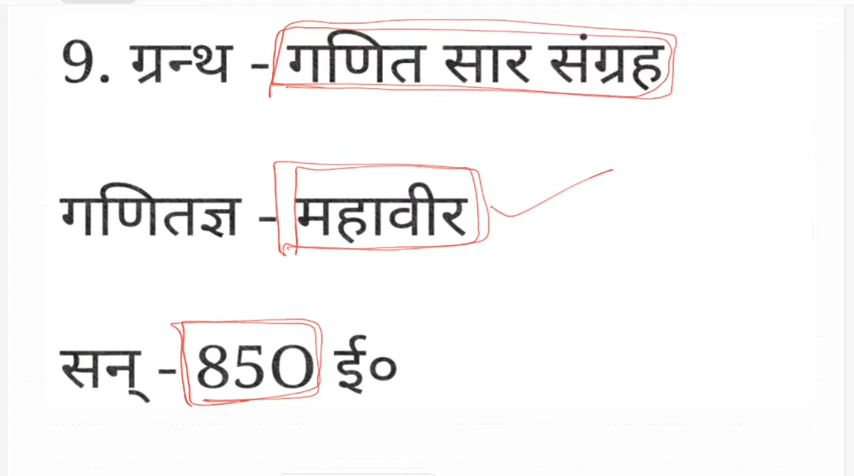 9. ग्रन्थ - गणित सार संग्रह
गणितज्ञ - महावीर
सन् - 850 ई०